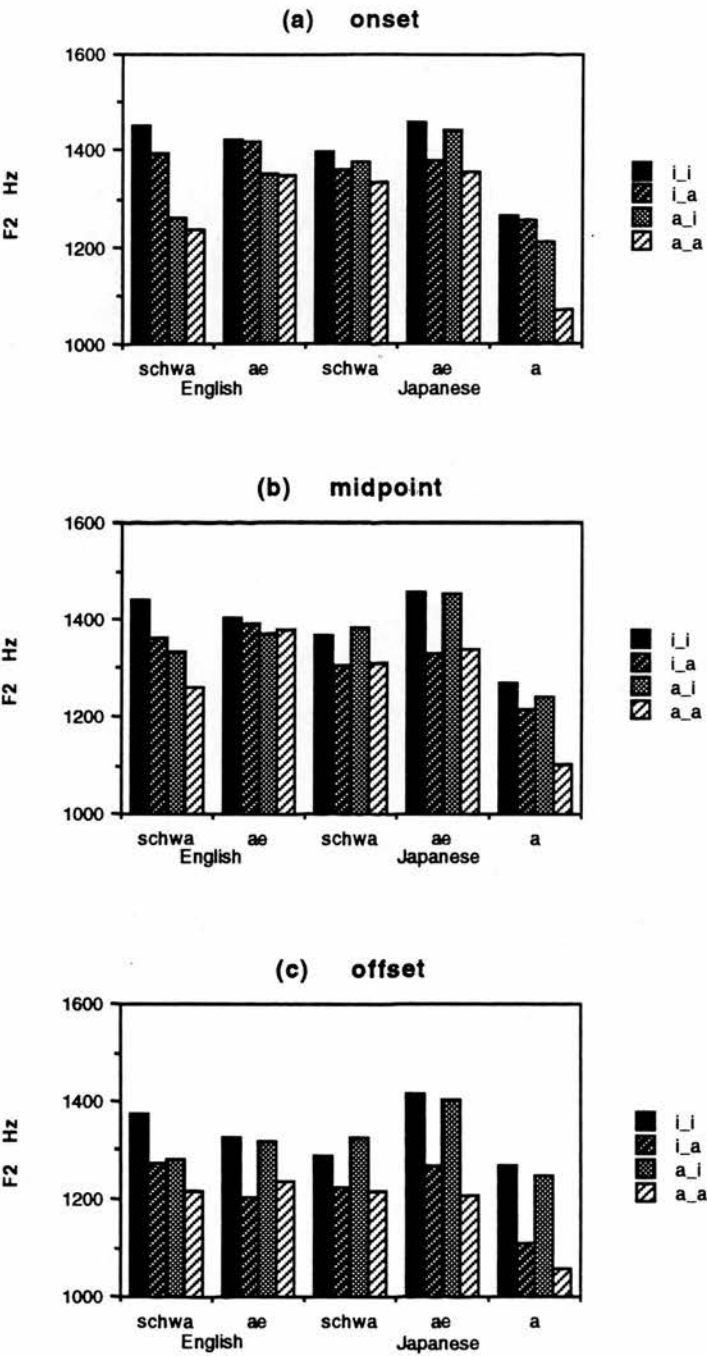 (a) onset
1600
1400
1200
1000
F2 Hz
schwa ae schwa ae a
English Japanese
i_i
i_a
a_i
a_a
(b) midpoint
1600
1400
1200
1000
F2 Hz
schwa ae schwa ae a
English Japanese
i_i
i_a
a_i
a_a
(c) offset
1600
1400
1200
1000
F2 Hz
schwa ae schwa ae a
English Japanese
i_i
i_a
a_i
a_a